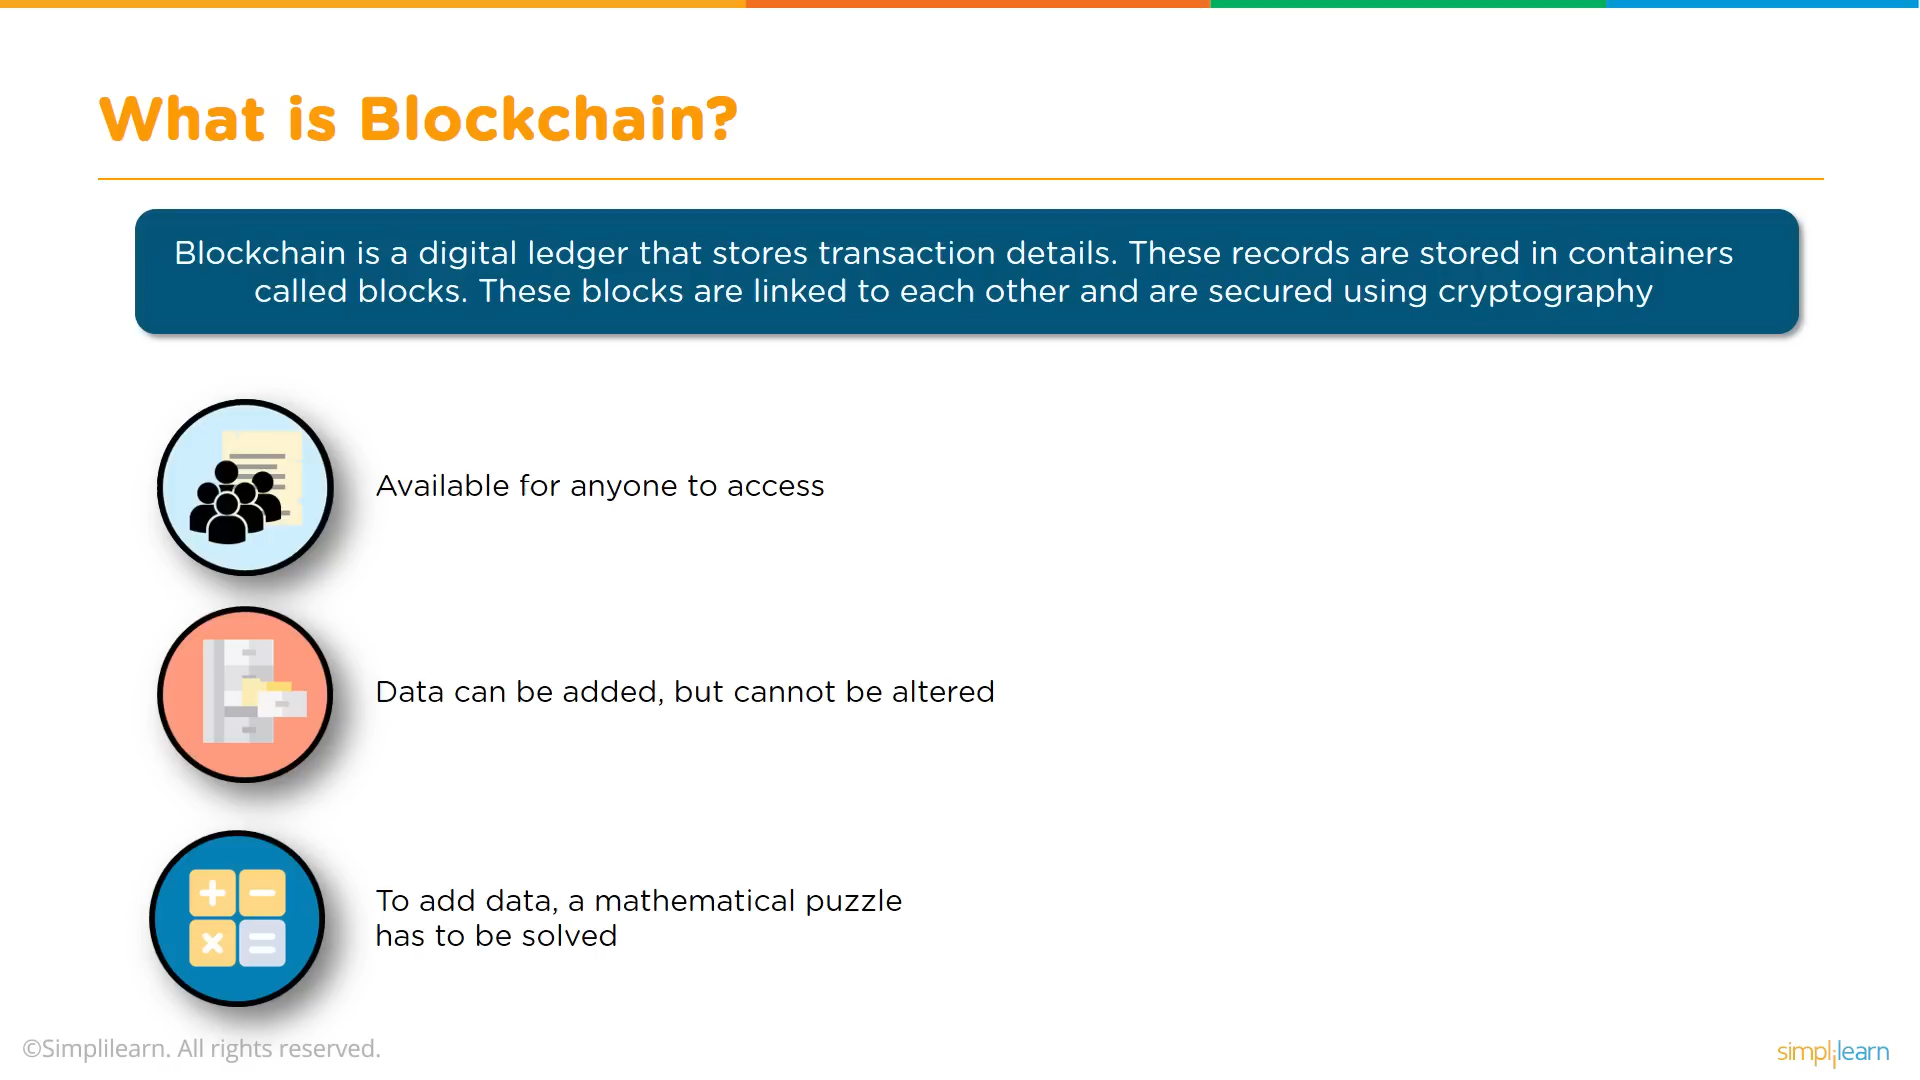 What is Blockchain?
Blockchain is a digital ledger that stores transaction details. These records are stored in containers
called blocks. These blocks are linked to each other and are secured using cryptography
Available for anyone to access
Data can be added, but cannot be altered
To add data, a mathematical puzzle
has to be solved
©Simplilearn. All rights reserved.
simplilearn